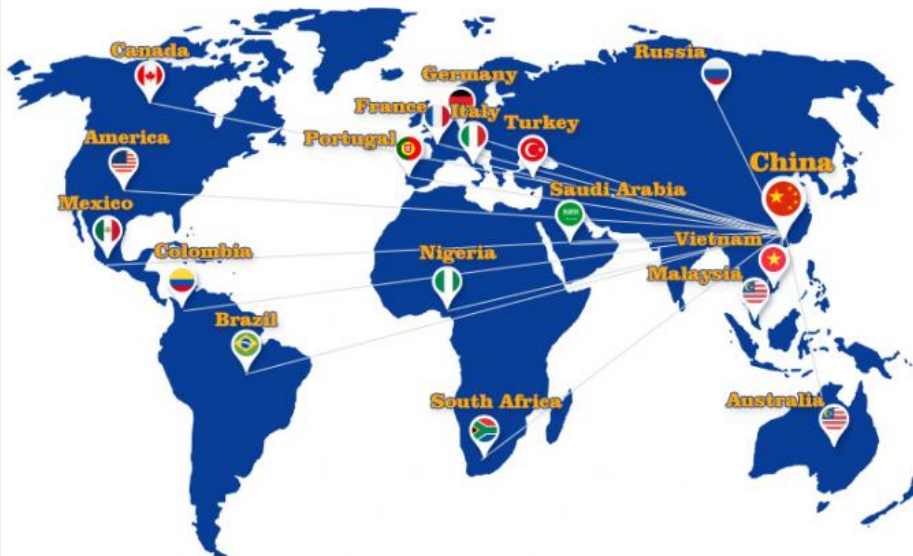 Canada
Russia
Germany
France
Italy
Portugal
Turkey
America
China
Saudi Arabia
Mexico
Vietnam
Colombia
Nigeria
Malaysia
Brazil
South Africa
Australia